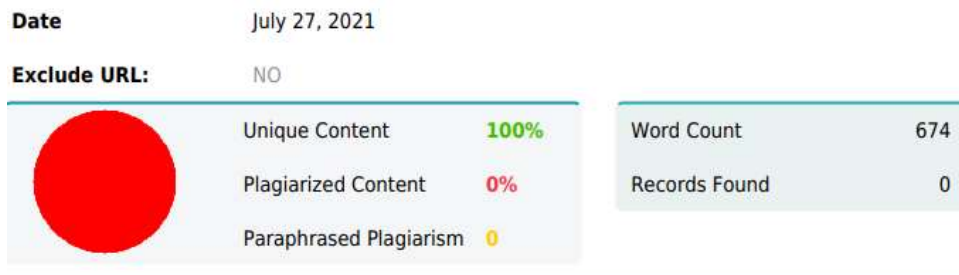 Date July 27, 2021
Exclude URL: NO
Unique Content 100%
Plagiarized Content 0%
Paraphrased Plagiarism 0
Word Count 674
Records Found 0